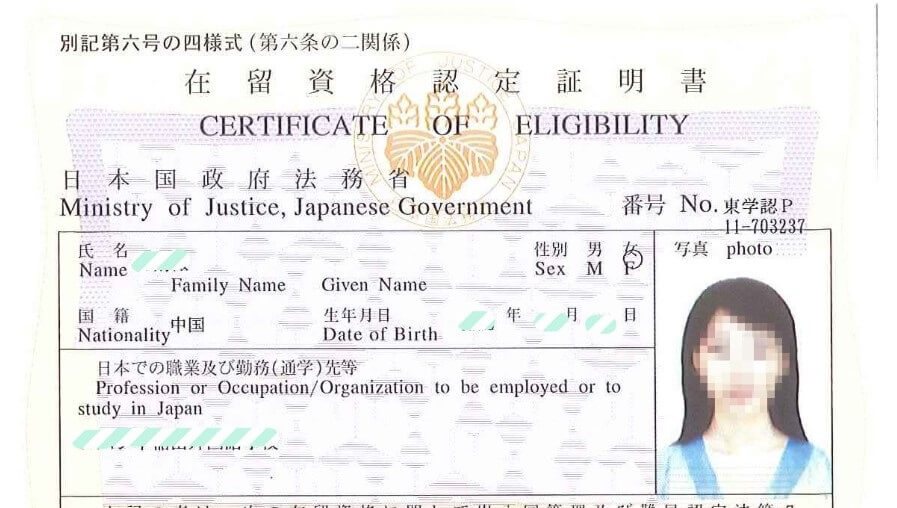 別記第六号の四様式(第六条の二関係)
在留資格認定証明書
CERTIFICATE OF ELIGIBILITY
日本国政府法務省
Ministry of Justice, Japanese Government
番号 No. 東学認P
11-703237
氏名
Name
Family Name Given Name
性別 男 女
Sex M F
写真 photo
国籍
Nationality 中国
生年月日 年 月 日
Date of Birth
日本での職業及び勤務(通学)先等
Profession or Occupation/Organization to be employed or to
study in Japan
MINISTRY OF JUSTICE JAPAN